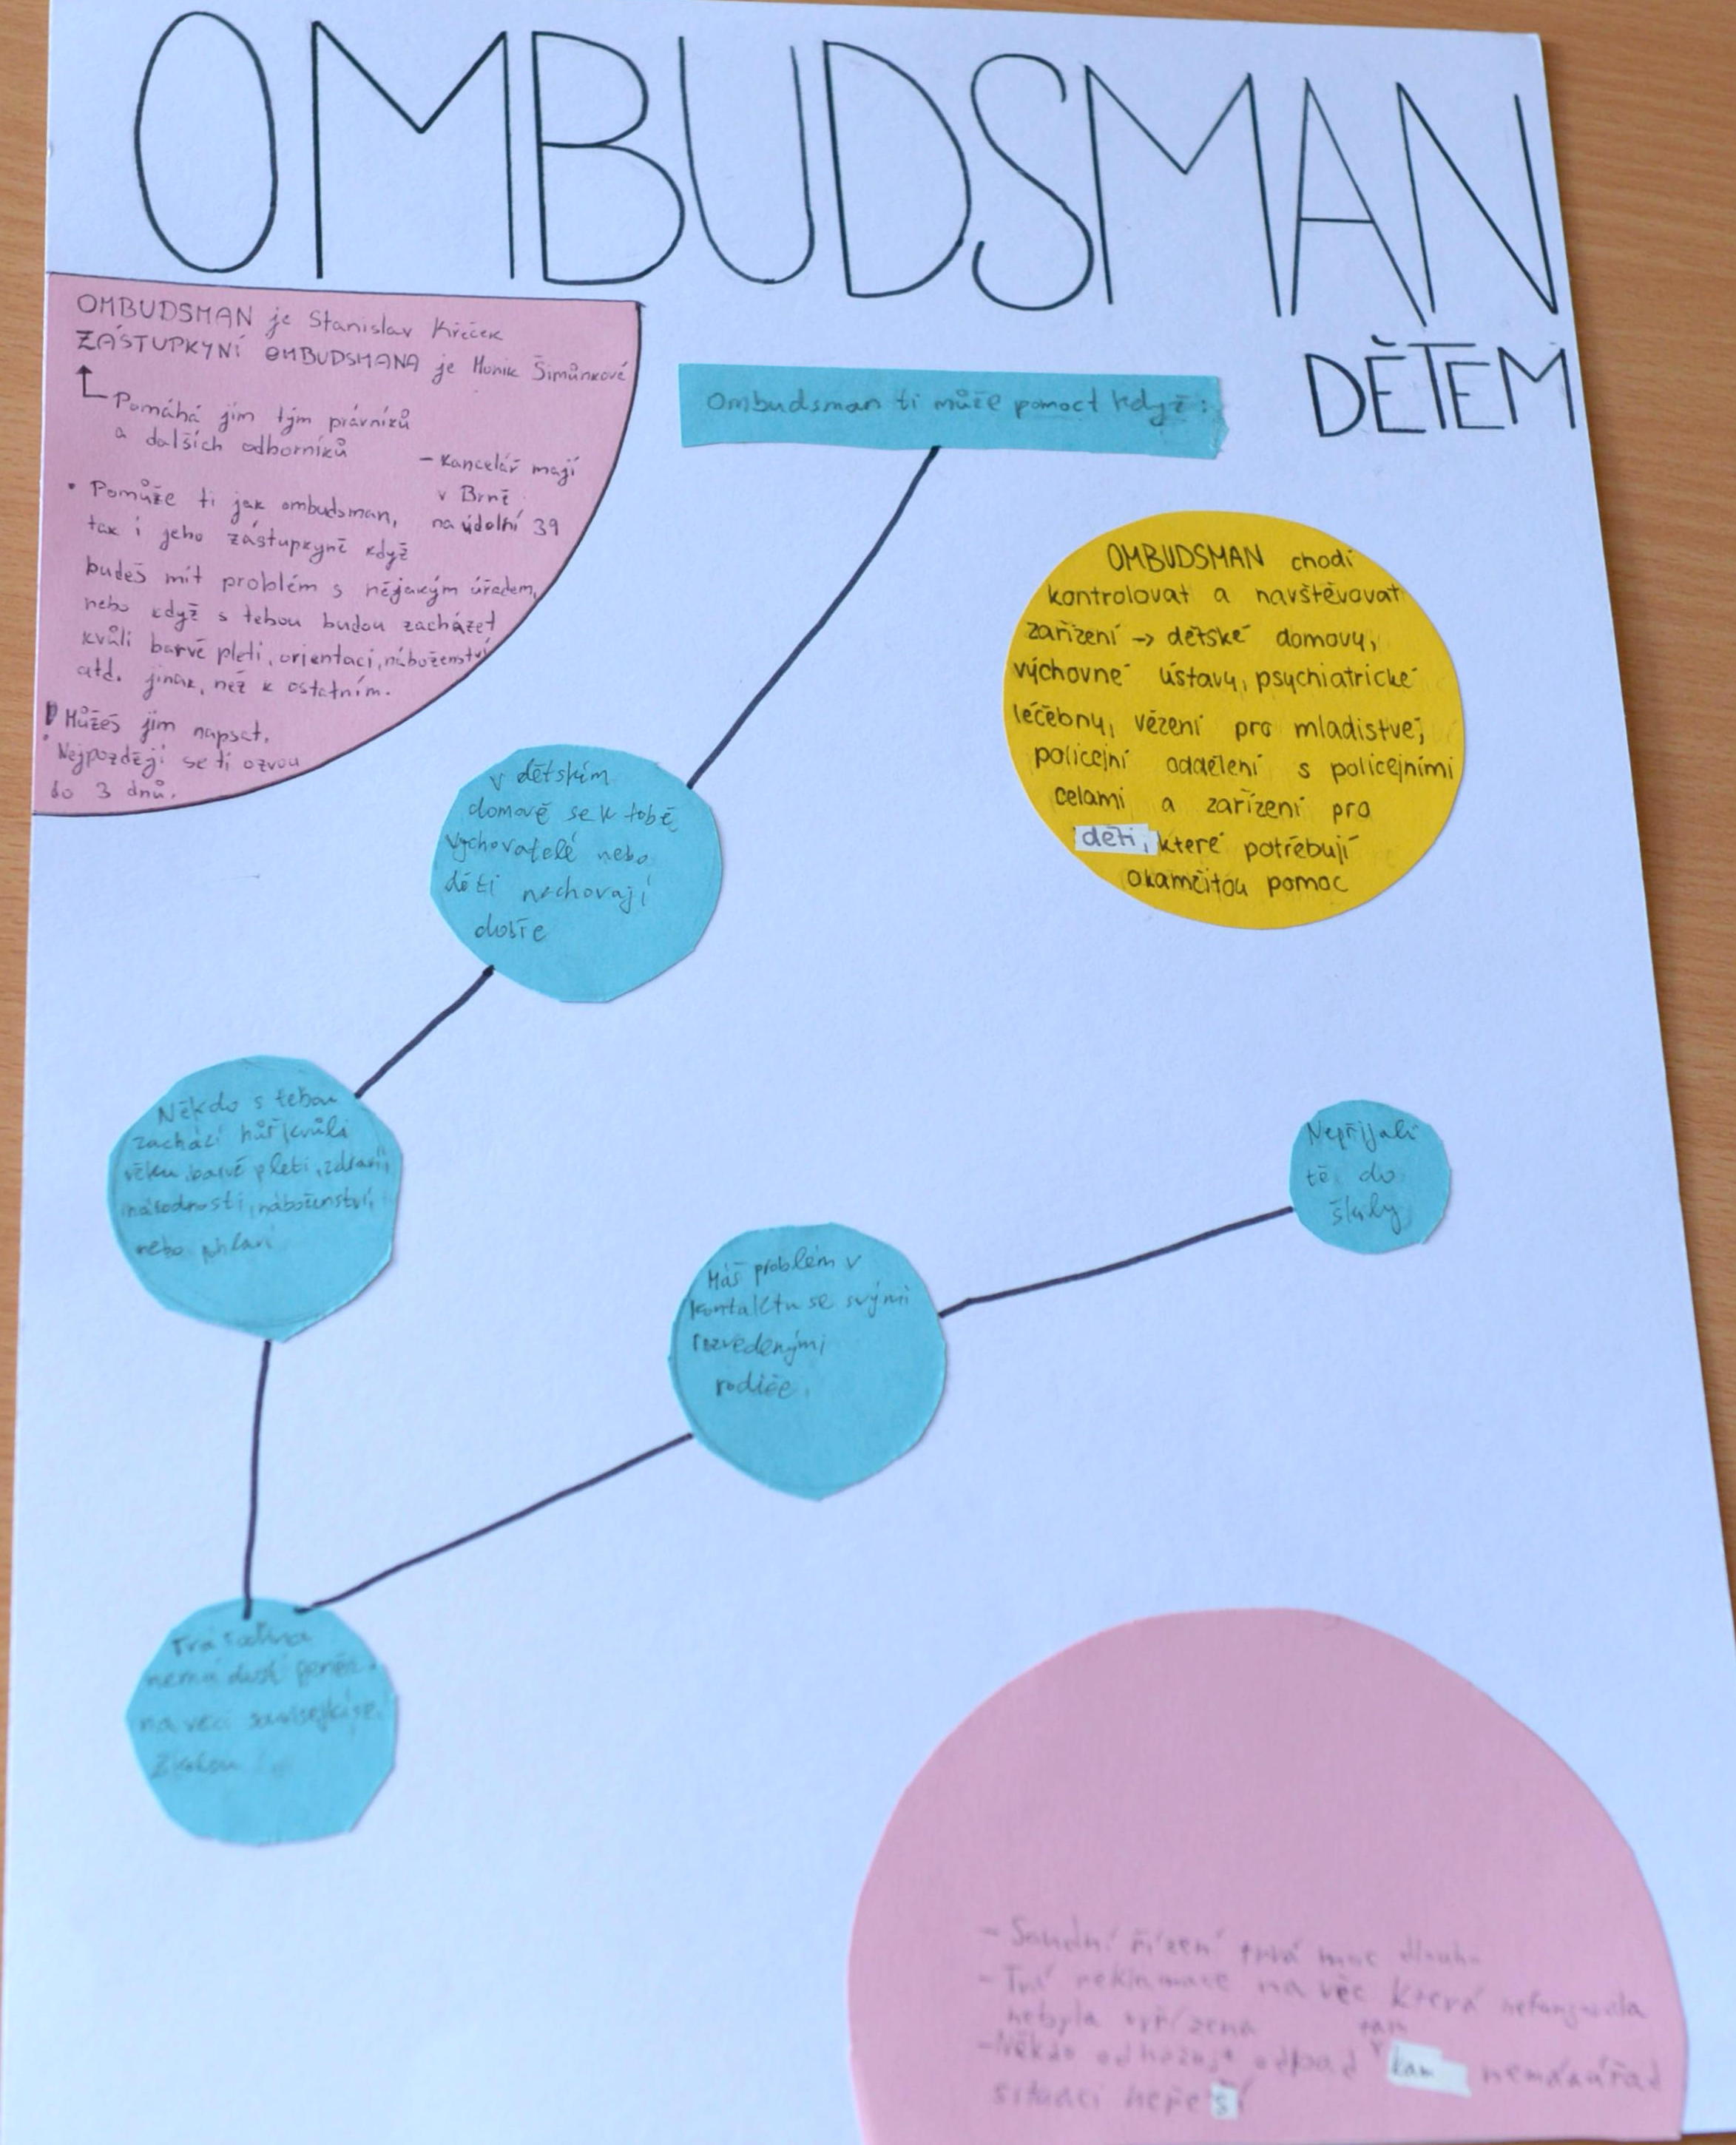 OMBUDSMAN
DĚTEM
OMBUDSMAN je Stanislav Křeček
ZÁSTUPKYNÍ OMBUDSMANA je Monik Šimůnková
Pomáhá jim tým právníků
a dalších odborníků
- Kancelář mají
v Brně
na údolní 39
• Pomůže ti jak ombudsman,
tak i jeho zástupkyně když
budeš mít problém s nějakým úřadem,
nebo když s tebou budou zacházet
kvůli barvě pleti, orientaci, náboženství
atd. jinak, než k ostatním.
Můžeš jim napsat.
Nejpozději se ti ozvou
do 3 dnů.
Ombudsman ti může pomoct když:
OMBUDSMAN chodí
kontrolovat a navštěvovat
zařízení → dětské domovy,
výchovné ústavy, psychiatrické
léčebny, vězení pro mladistvé,
policejní oddělení s policejními
celami a zařízení pro
děti, které potřebují
okamčitou pomoc
v dětským
domově se k tobě
vychovatelé nebo
děti nechovají
dobře
Někdo s tebou
zachází hůř kvůli
věku, barvě pleti, zdraví,
národnosti, náboženství,
nebo pohlaví
Nepřijali
tě do
školy
Máš problém v
kontaktu se svými
rozvedenými
rodiče.
Tvá rodina
nemá dost peněz
na věci související se
školou
- Soudní řízení trvá moc dlouho
- Tvá reklamace na věc která nefungovala
nebyla vyřízena
tam
- Někdo odhazuje odpad kam nemá a úřad
situaci neřeší